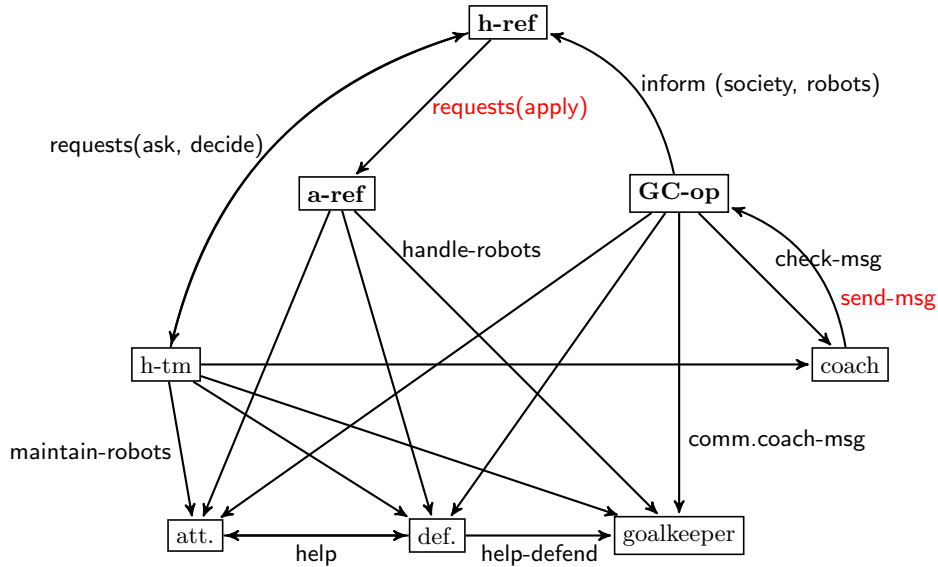 h-ref
inform (society, robots)
requests(apply)
requests(ask, decide)
a-ref
GC-op
handle-robots
check-msg
send-msg
h-tm
coach
maintain-robots
comm.coach-msg
att.
def.
goalkeeper
help
help-defend